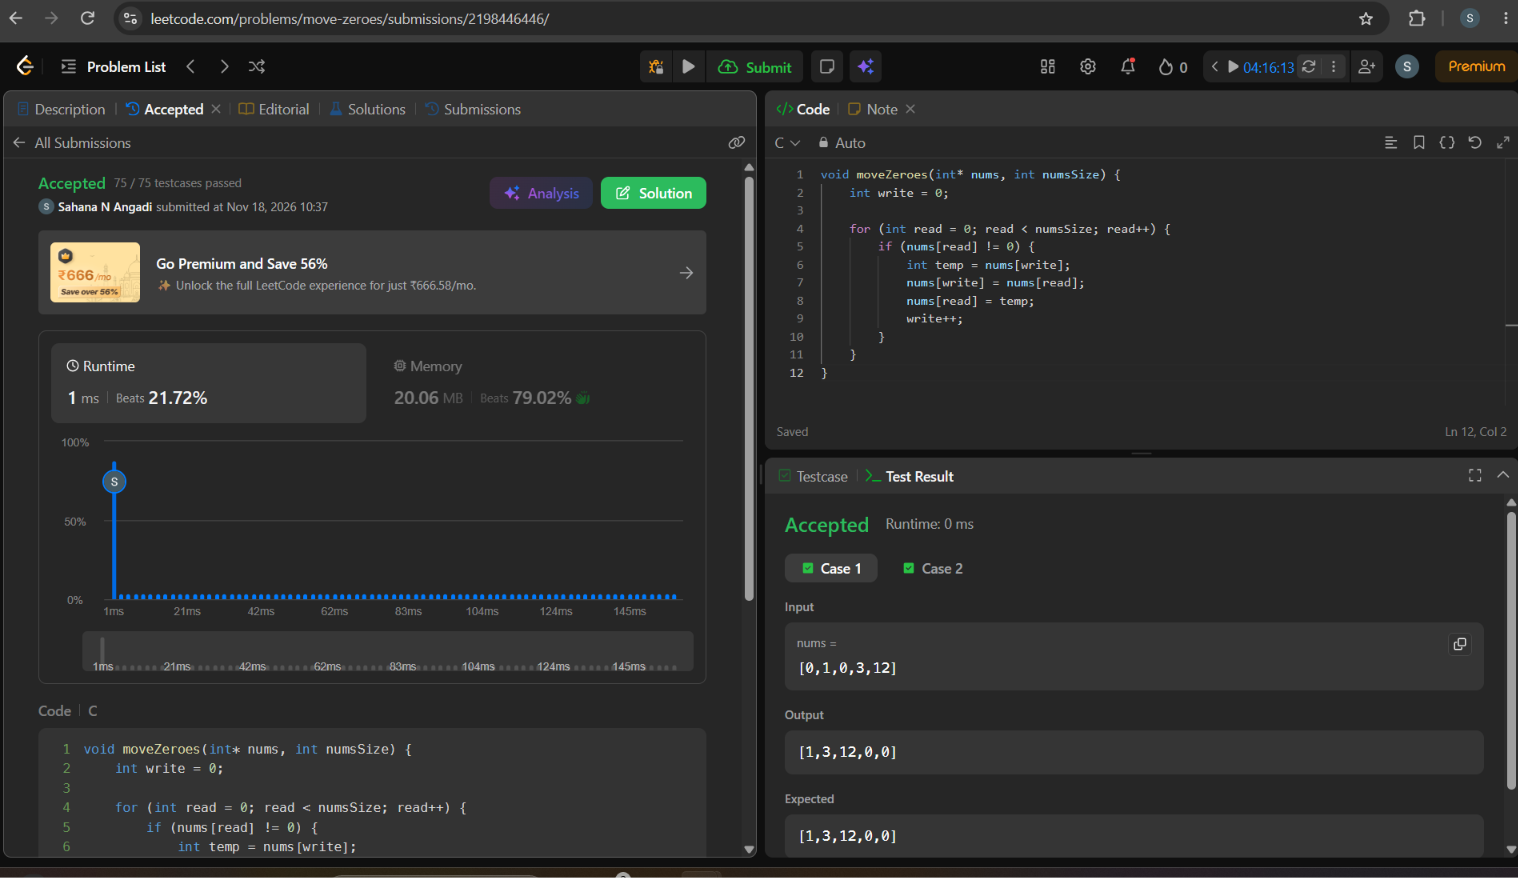 leetcode.com/problems/move-zeroes/submissions/2198446446/
S
Problem List
Submit
0
04:16:13
S
Premium
Description
Accepted
Editorial
Solutions
Submissions
All Submissions
Accepted 75 / 75 testcases passed
S Sahana N Angadi submitted at Nov 18, 2026 10:37
Analysis
Solution
₹666 /mo
Save over 56%
Go Premium and Save 56%
Unlock the full LeetCode experience for just ₹666.58/mo.
Runtime
1 ms Beats 21.72%
Memory
20.06 MB Beats 79.02%
100%
S
50%
0%
1ms 21ms 42ms 62ms 83ms 104ms 124ms 145ms
1ms 21ms 42ms 62ms 83ms 104ms 124ms 145ms
Code C
1 void moveZeroes(int* nums, int numsSize) {
2 int write = 0;
3
4 for (int read = 0; read < numsSize; read++) {
5 if (nums[read] != 0) {
6 int temp = nums[write];
</> Code
Note
C
Auto
1 void moveZeroes(int* nums, int numsSize) {
2 int write = 0;
3
4 for (int read = 0; read < numsSize; read++) {
5 if (nums[read] != 0) {
6 int temp = nums[write];
7 nums[write] = nums[read];
8 nums[read] = temp;
9 write++;
10 }
11 }
12 }
Saved
Ln 12, Col 2
Testcase
Test Result
Accepted Runtime: 0 ms
Case 1
Case 2
Input
nums =
[0,1,0,3,12]
Output
[1,3,12,0,0]
Expected
[1,3,12,0,0]